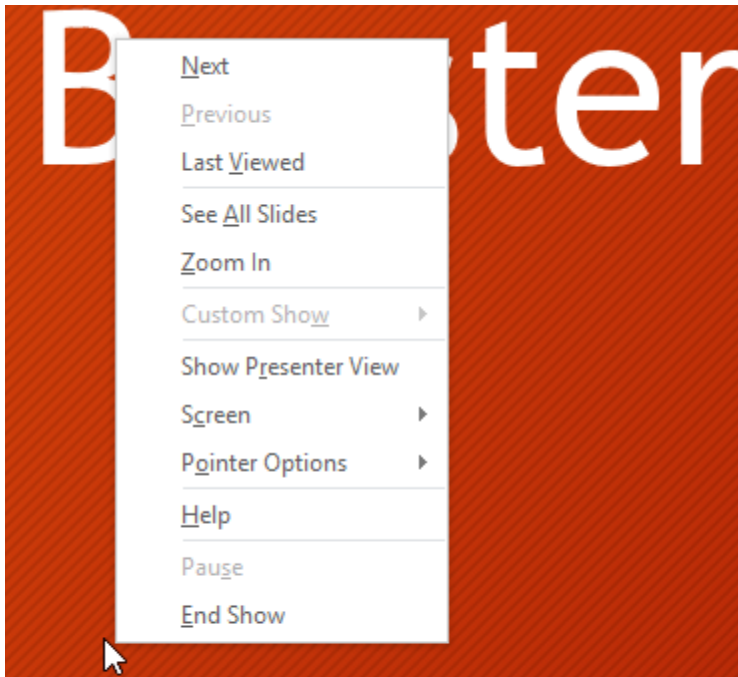 B ster
Next
Previous
Last Viewed
See All Slides
Zoom In
Custom Show
Show Presenter View
Screen
Pointer Options
Help
Pause
End Show